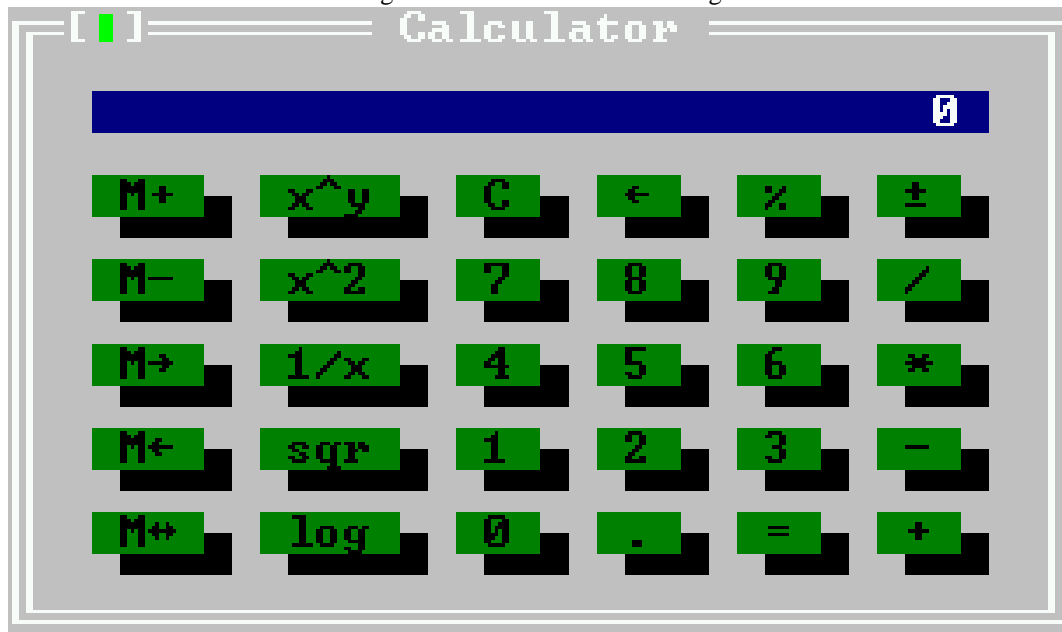 [▮] Calculator
0
M+ x^y C ← % ±
M- x^2 7 8 9 /
M→ 1/x 4 5 6 *
M← sqr 1 2 3 -
M↔ log 0 . = +